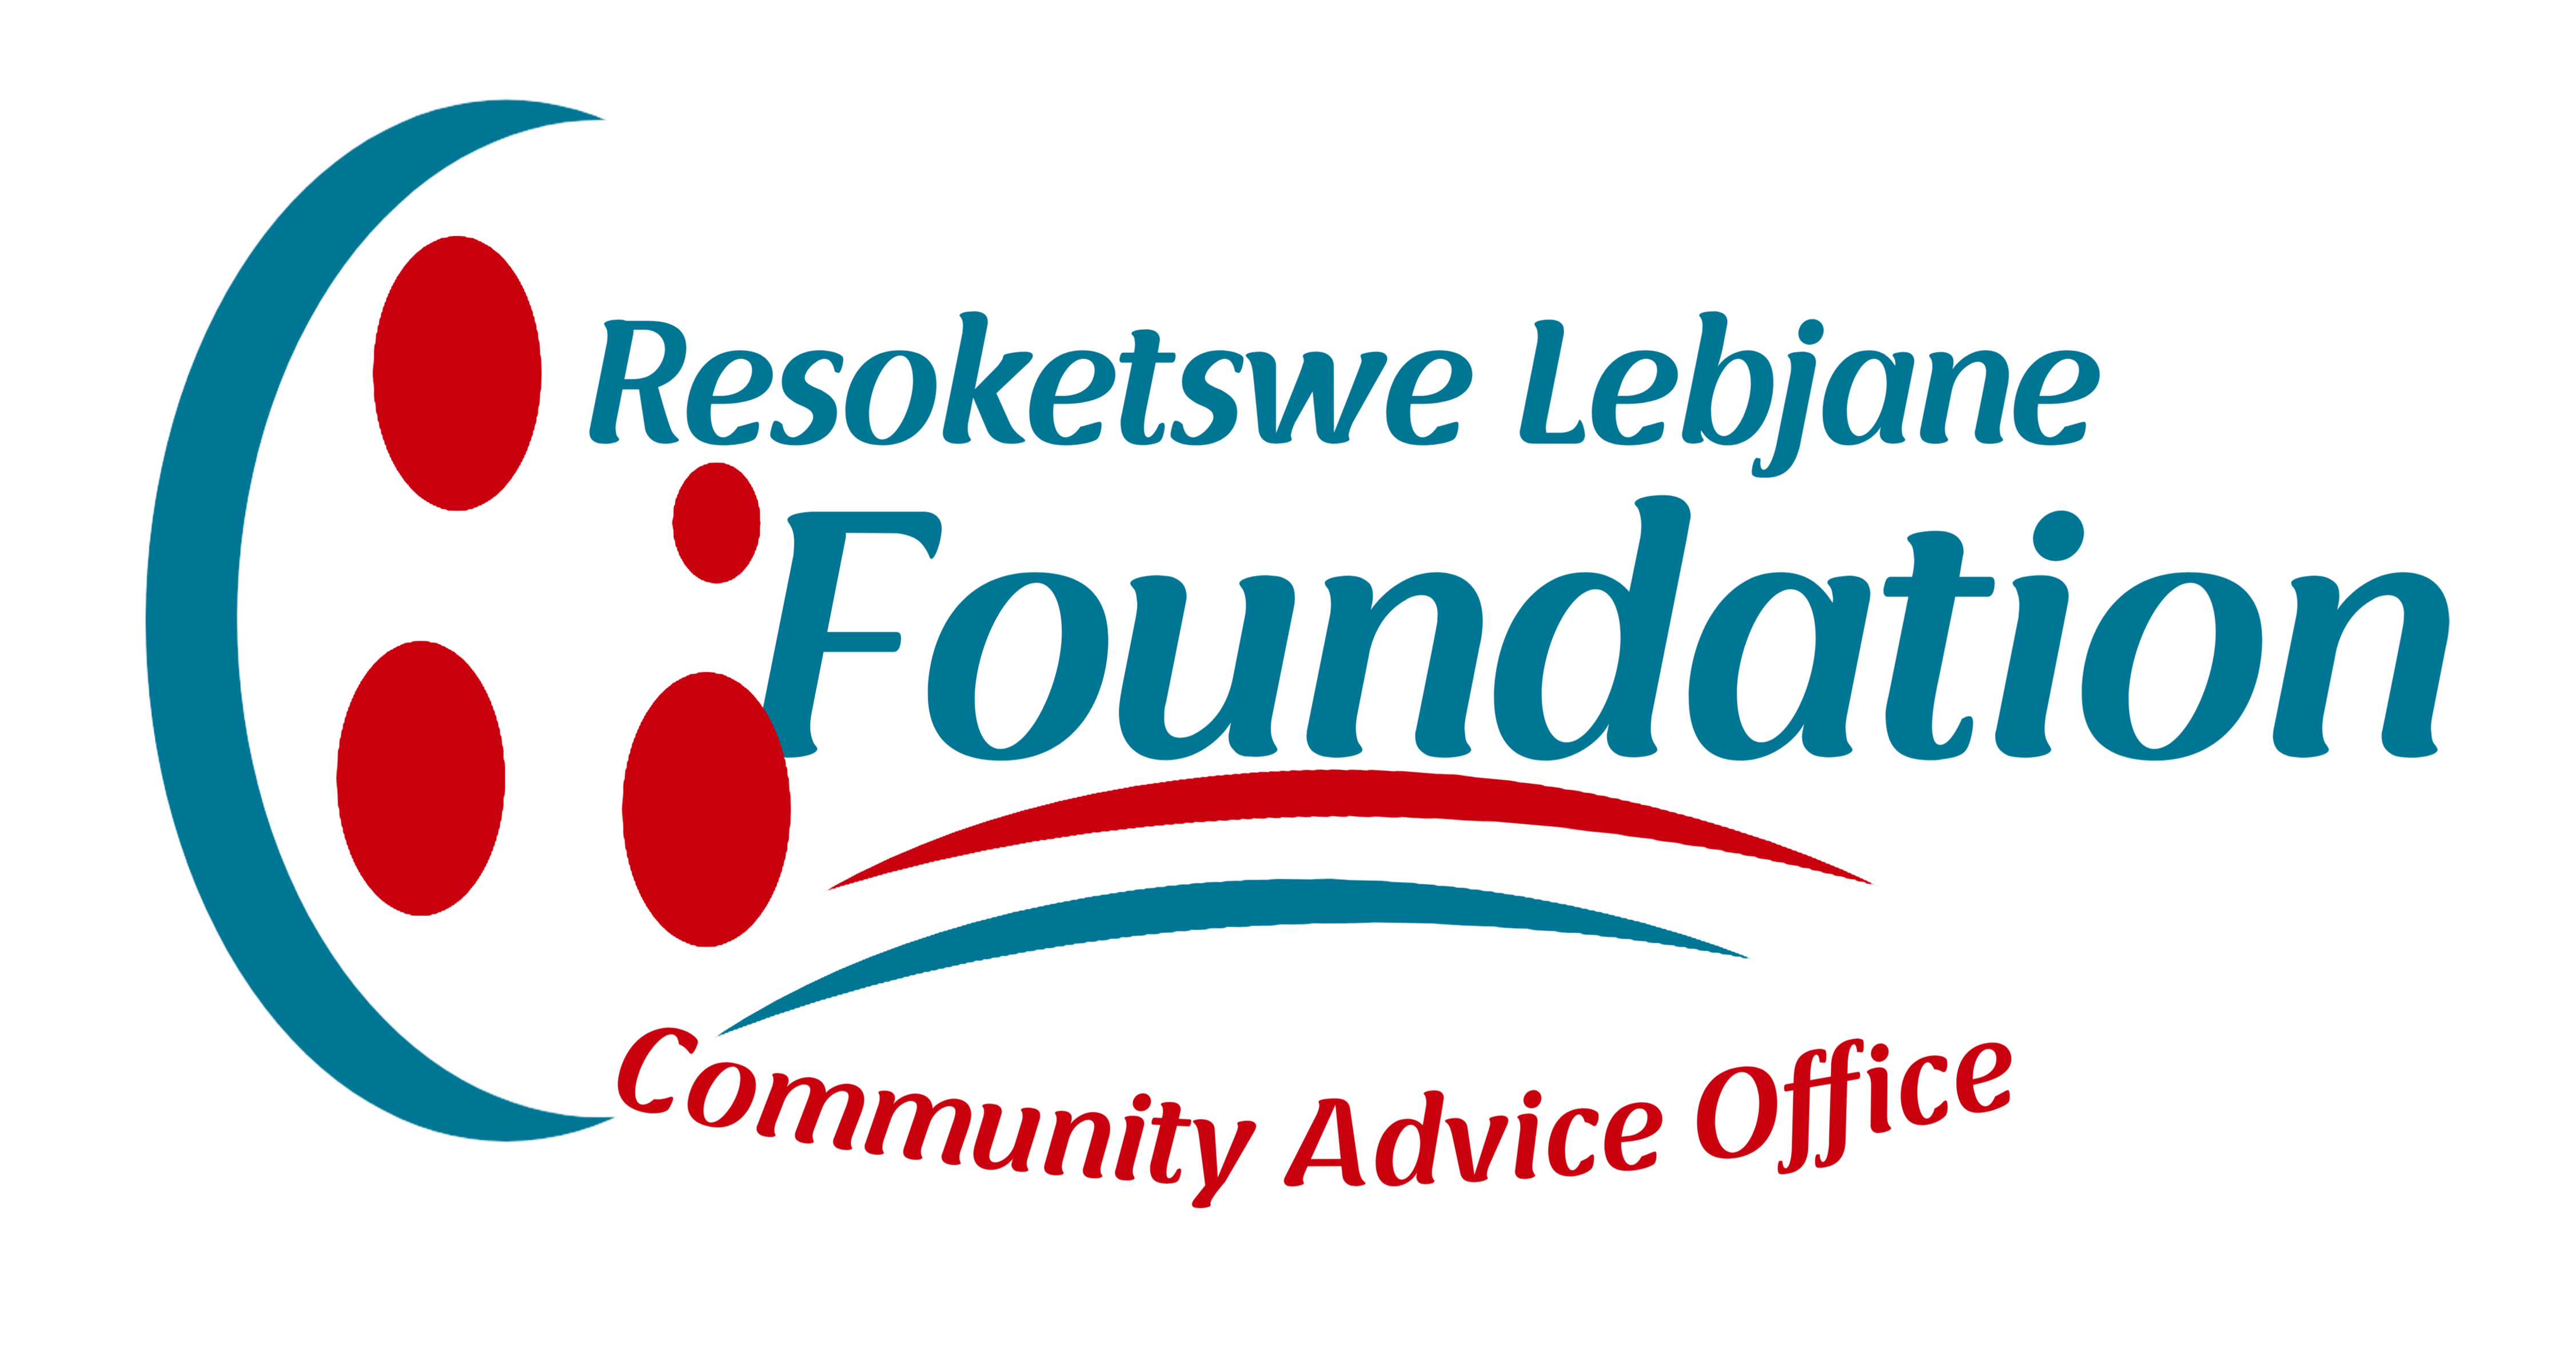 Resoketswe Lebjane
Foundation
Community Advice Office